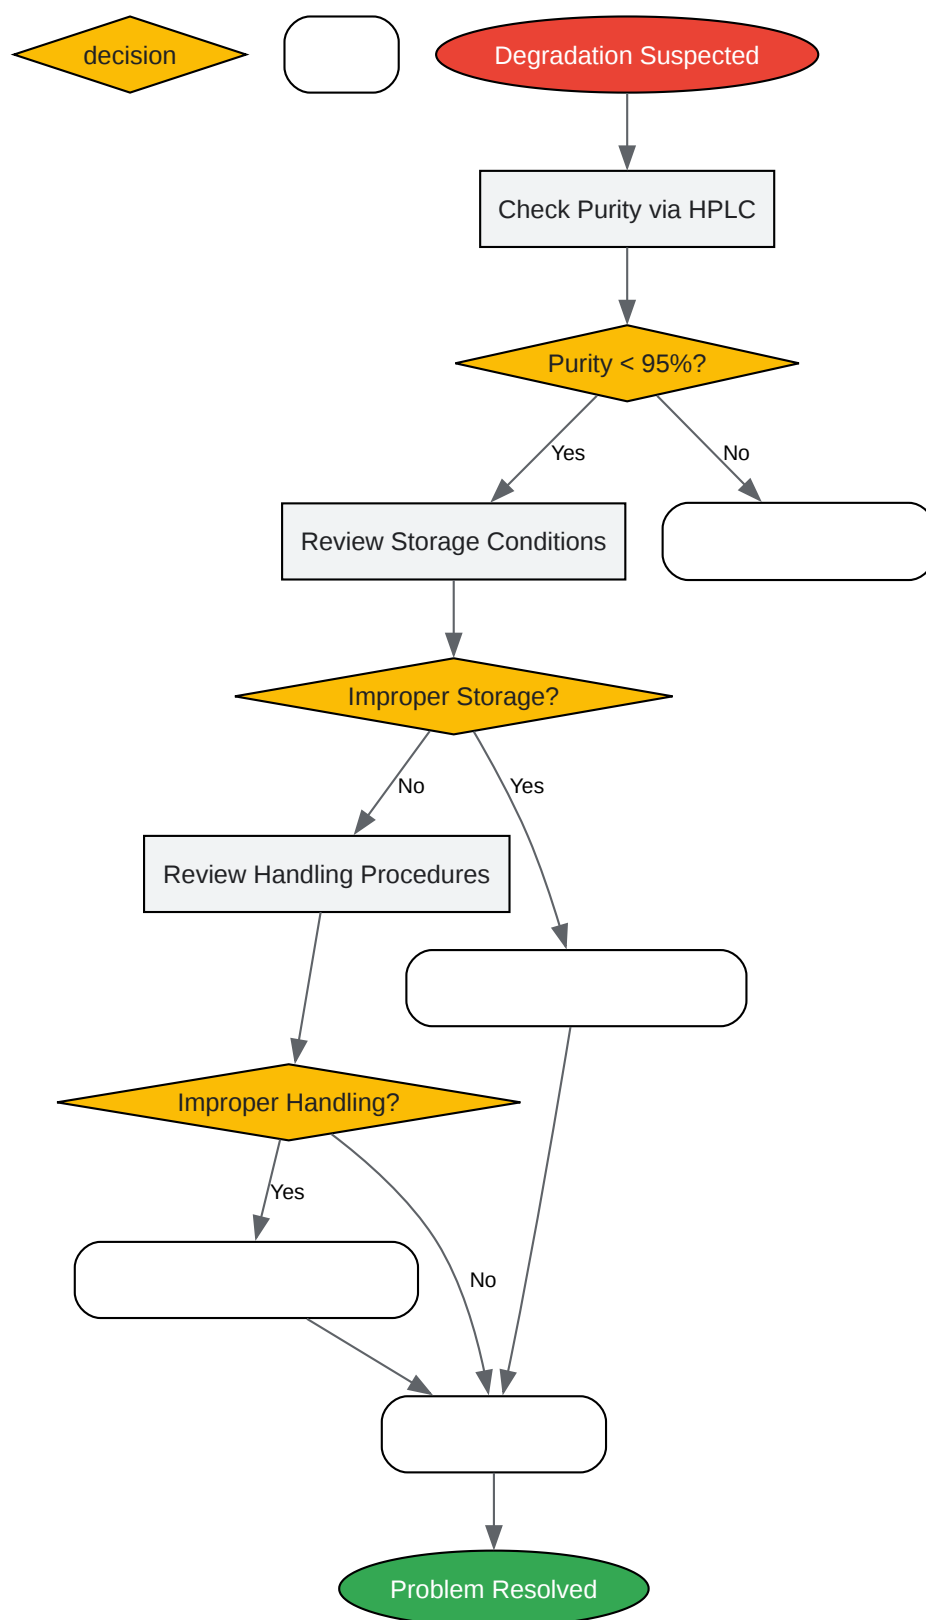 decision
Degradation Suspected
Check Purity via HPLC
Purity < 95%?
Yes
No
Review Storage Conditions
Improper Storage?
No
Yes
Review Handling Procedures
Improper Handling?
Yes
No
Problem Resolved